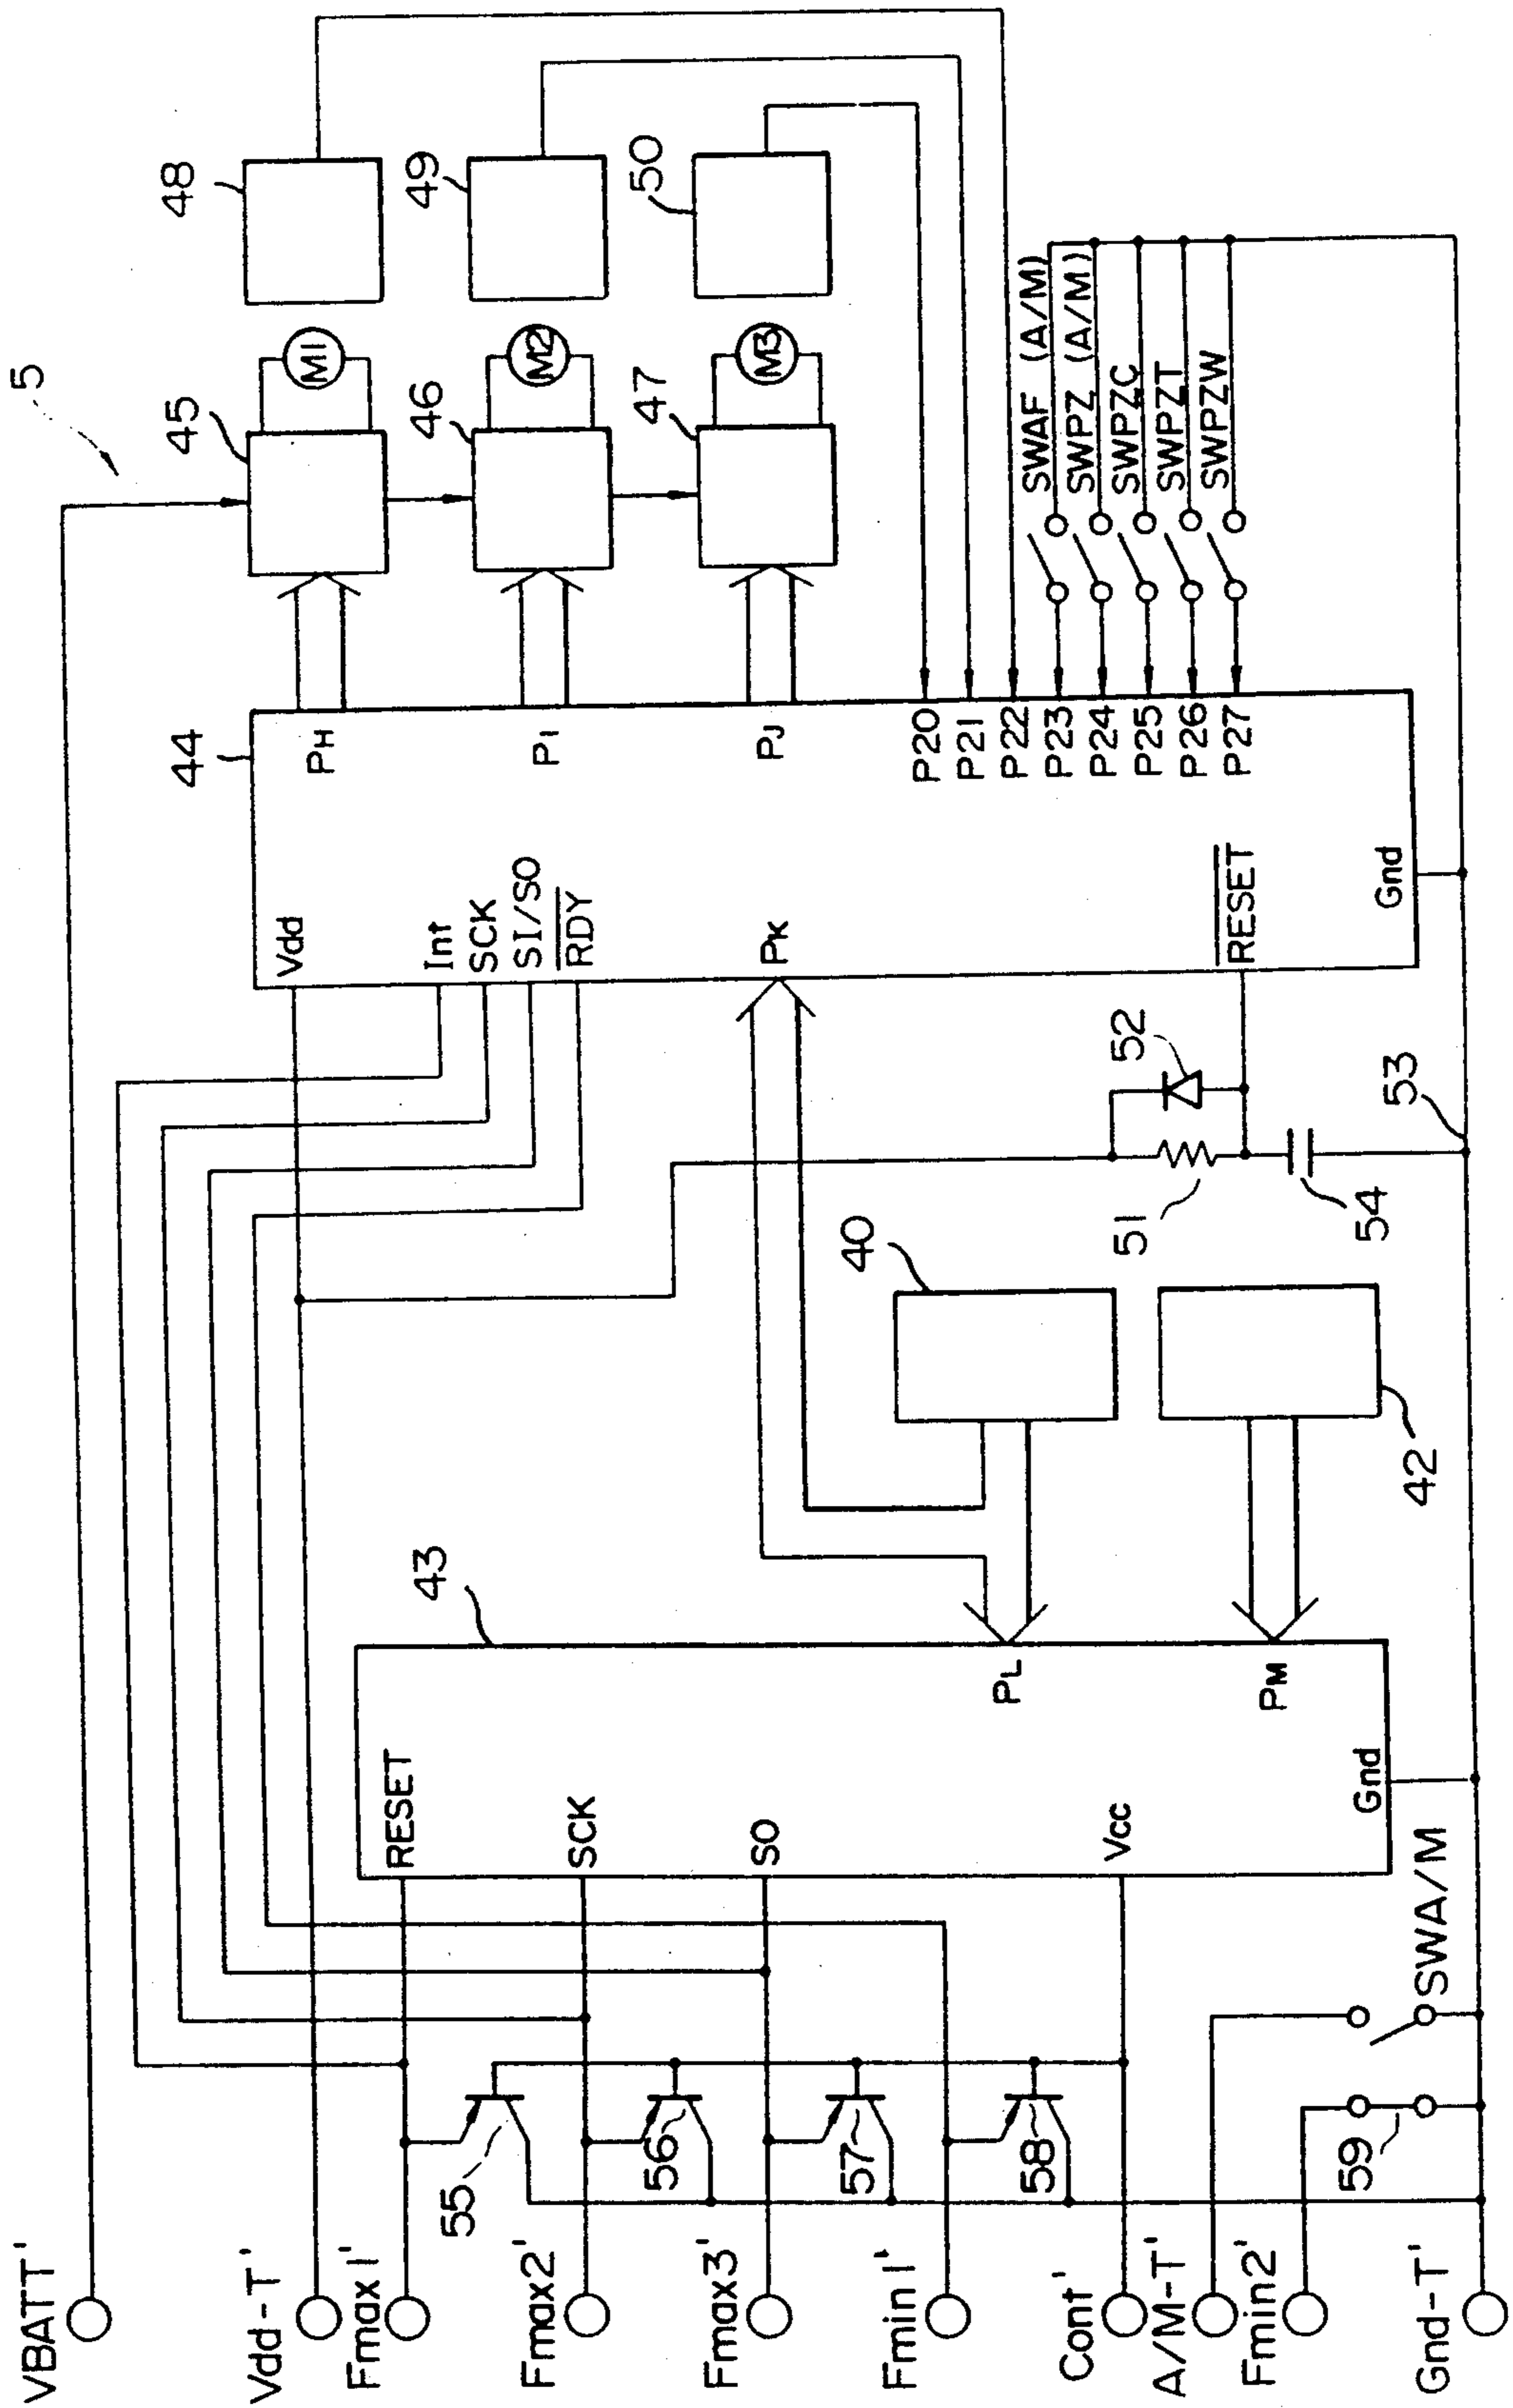 5
VBATT'
Vdd-T'
Fmax1'
Fmax2'
Fmax3'
Fmin1'
Cont'
A/M-T'
Fmin2'
Gnd-T'
55
56
57
58
59
SWA/M
43
RESET
SCK
SO
Vcc
PL
PM
Gnd
40
42
51
52
53
54
44
Vdd
Int
SCK
SI/SO
RDY
PK
RESET
Gnd
PH
PI
PJ
P20
P21
P22
P23
P24
P25
P26
P27
45
46
47
M1
M2
M3
48
49
50
SWAF (A/M)
SWPZ (A/M)
SWPZC
SWPZT
SWPZW